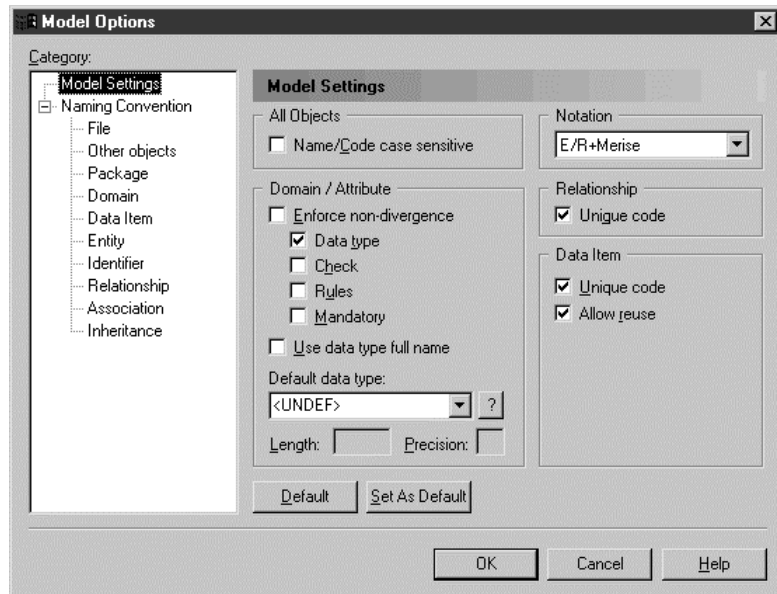 Model Options
Category:
Model Settings
Naming Convention
File
Other objects
Package
Domain
Data Item
Entity
Identifier
Relationship
Association
Inheritance
Model Settings
All Objects
Name/Code case sensitive
Notation
E/R+Merise
Domain / Attribute
Enforce non-divergence
Data type
Check
Rules
Mandatory
Use data type full name
Default data type:
<UNDEF>
?
Length:
Precision:
Relationship
Unique code
Data Item
Unique code
Allow reuse
Default
Set As Default
OK
Cancel
Help